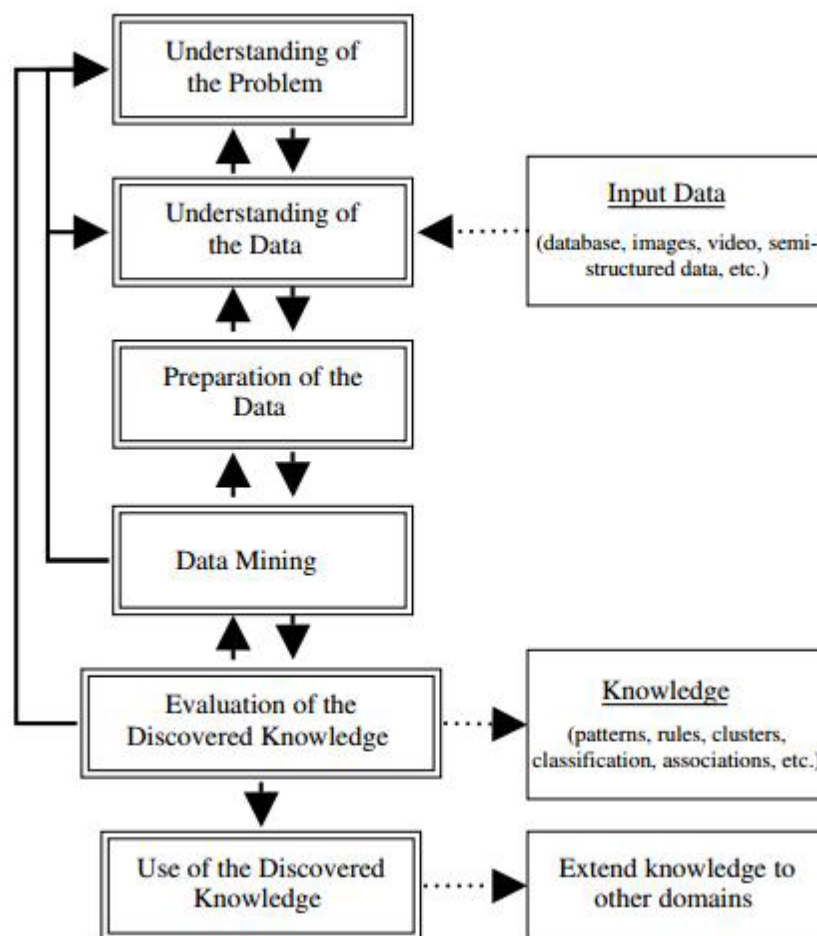 Understanding of
the Problem
Understanding of
the Data
Input Data
(database, images, video, semi-
structured data, etc.)
Preparation of the
Data
Data Mining
Evaluation of the
Discovered Knowledge
Knowledge
(patterns, rules, clusters,
classification, associations, etc.)
Use of the Discovered
Knowledge
Extend knowledge to
other domains